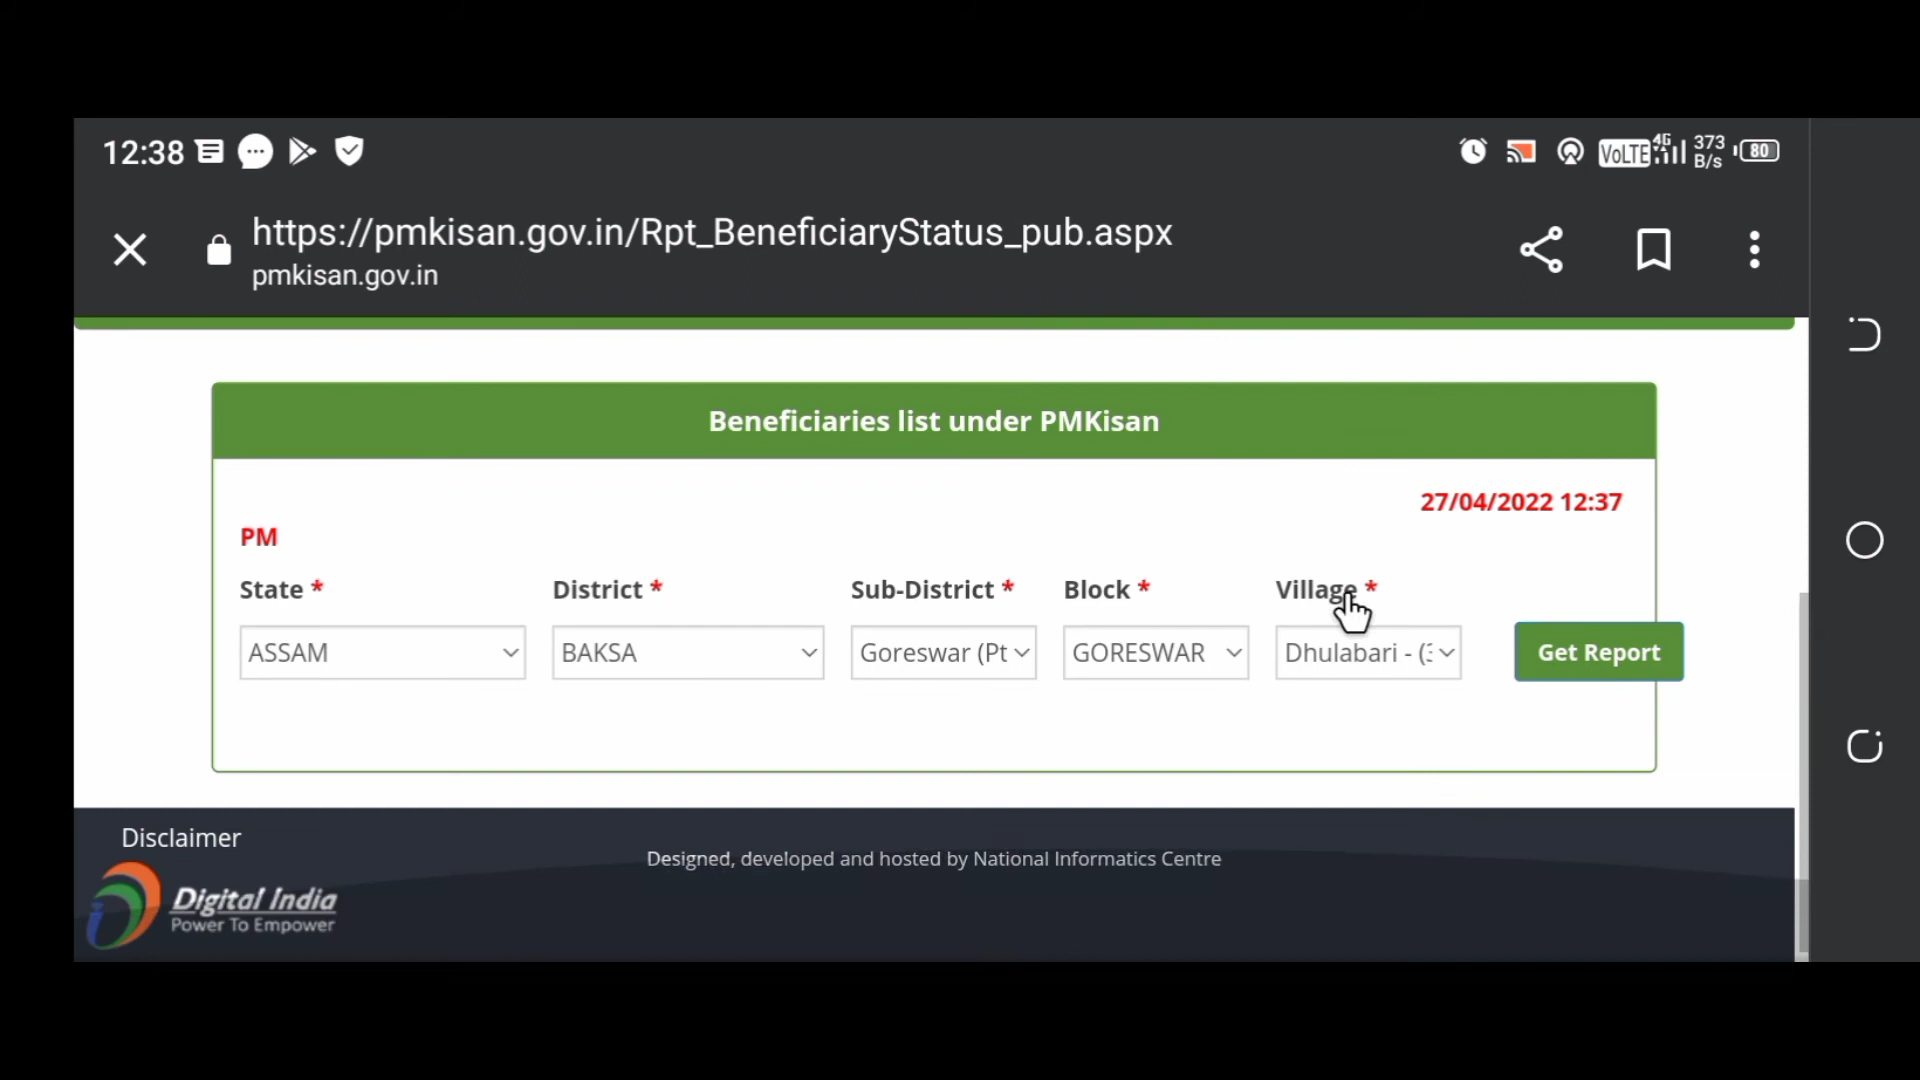 12:38 VoLTE 4G 373 B/s 80
https://pmkisan.gov.in/Rpt_BeneficiaryStatus_pub.aspx
pmkisan.gov.in
Beneficiaries list under PMKisan
27/04/2022 12:37
PM
State * District * Sub-District * Block * Village *
ASSAM BAKSA Goreswar (Pt GORESWAR Dhulabari - ( Get Report
Disclaimer
Designed, developed and hosted by National Informatics Centre
Digital India
Power To Empower